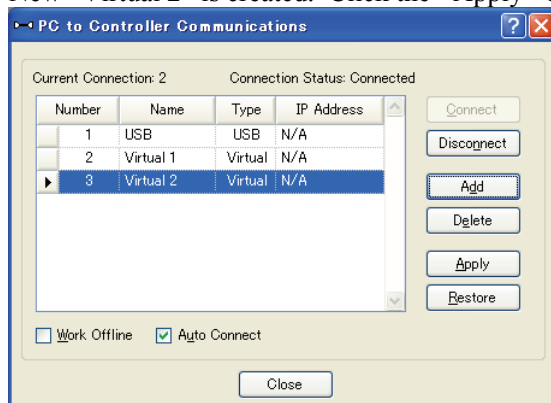 New "Virtual 2" is created. Click the "Apply"
PC to Controller Communications
Current Connection: 2 Connection Status: Connected
Number Name Type IP Address
1 USB USB N/A
2 Virtual 1 Virtual N/A
3 Virtual 2 Virtual N/A
Connect
Disconnect
Add
Delete
Apply
Restore
Work Offline Auto Connect
Close